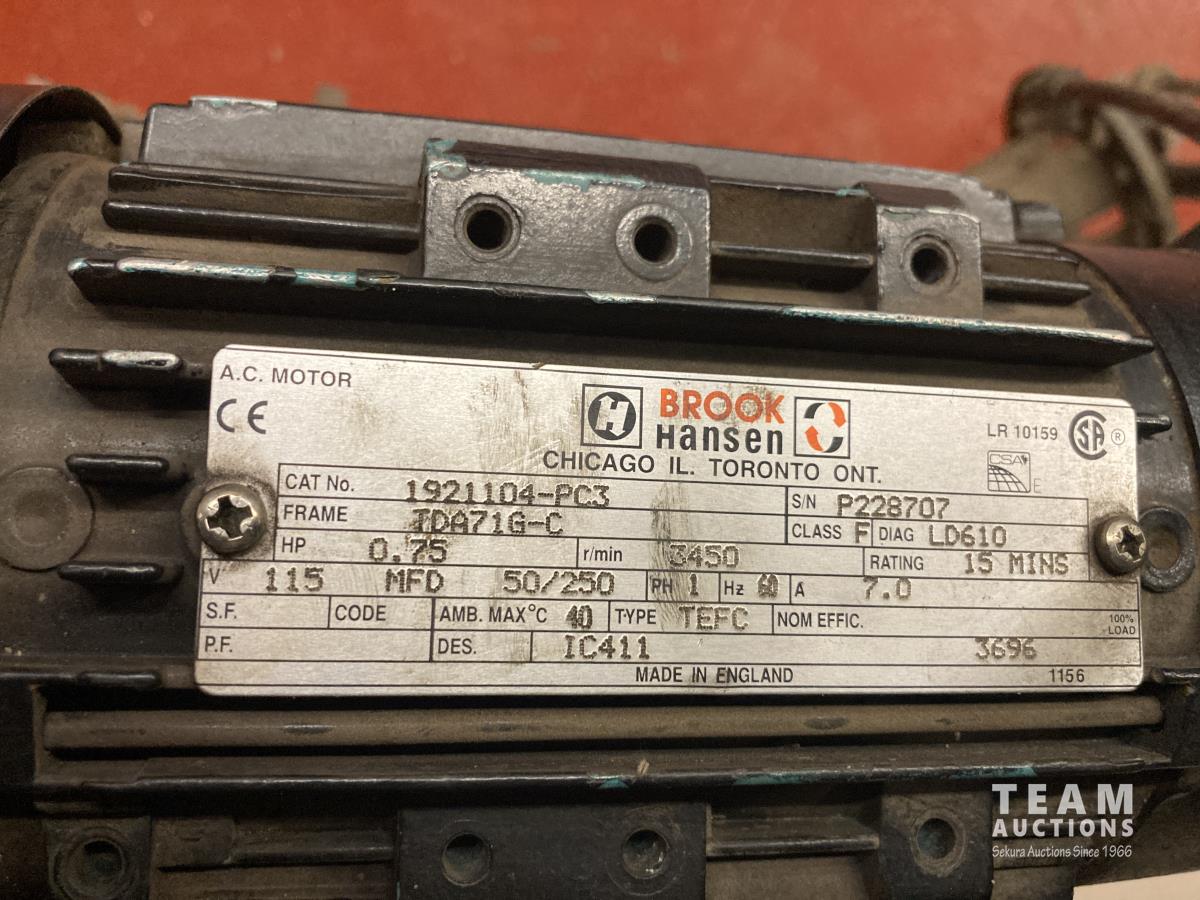 A.C. MOTOR
CE
H BROOK Hansen
CHICAGO IL. TORONTO ONT.
LR 10159 SA ®
CSA E
CAT No. 1921104-PC3 S/N P228707
FRAME TDA71G-C CLASS F DIAG LD610
HP 0.75 r/min 3450 RATING 15 MINS
V 115 MFD 50/250 PH 1 Hz 60 A 7.0
S.F. CODE AMB. MAX°C 40 TYPE TEFC NOM EFFIC. 100% LOAD
P.F. DES. IC411 3696
MADE IN ENGLAND 1156
TEAM
AUCTIONS
Sekura Auctions Since 1966